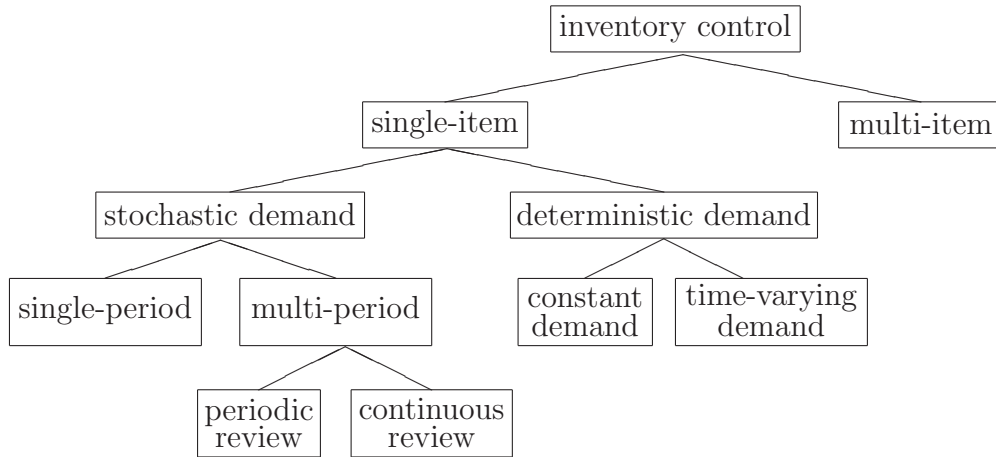 inventory control
single-item
multi-item
stochastic demand
deterministic demand
single-period
multi-period
constant
demand
time-varying
demand
periodic
review
continuous
review